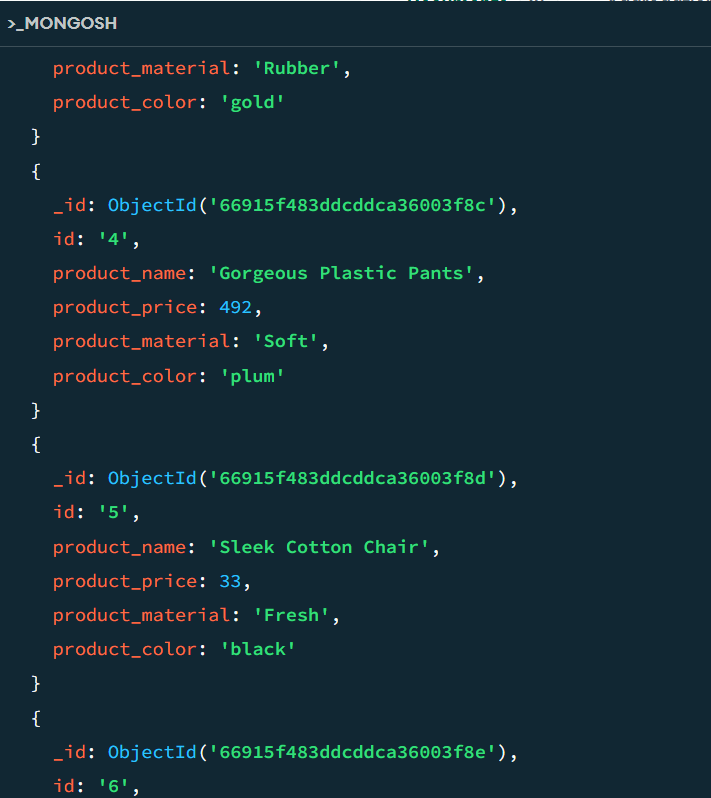 >_MONGOSH
product_material: 'Rubber',
product_color: 'gold'
}
{
_id: ObjectId('66915f483ddcddca36003f8c'),
id: '4',
product_name: 'Gorgeous Plastic Pants',
product_price: 492,
product_material: 'Soft',
product_color: 'plum'
}
{
_id: ObjectId('66915f483ddcddca36003f8d'),
id: '5',
product_name: 'Sleek Cotton Chair',
product_price: 33,
product_material: 'Fresh',
product_color: 'black'
}
{
_id: ObjectId('66915f483ddcddca36003f8e'),
id: '6',